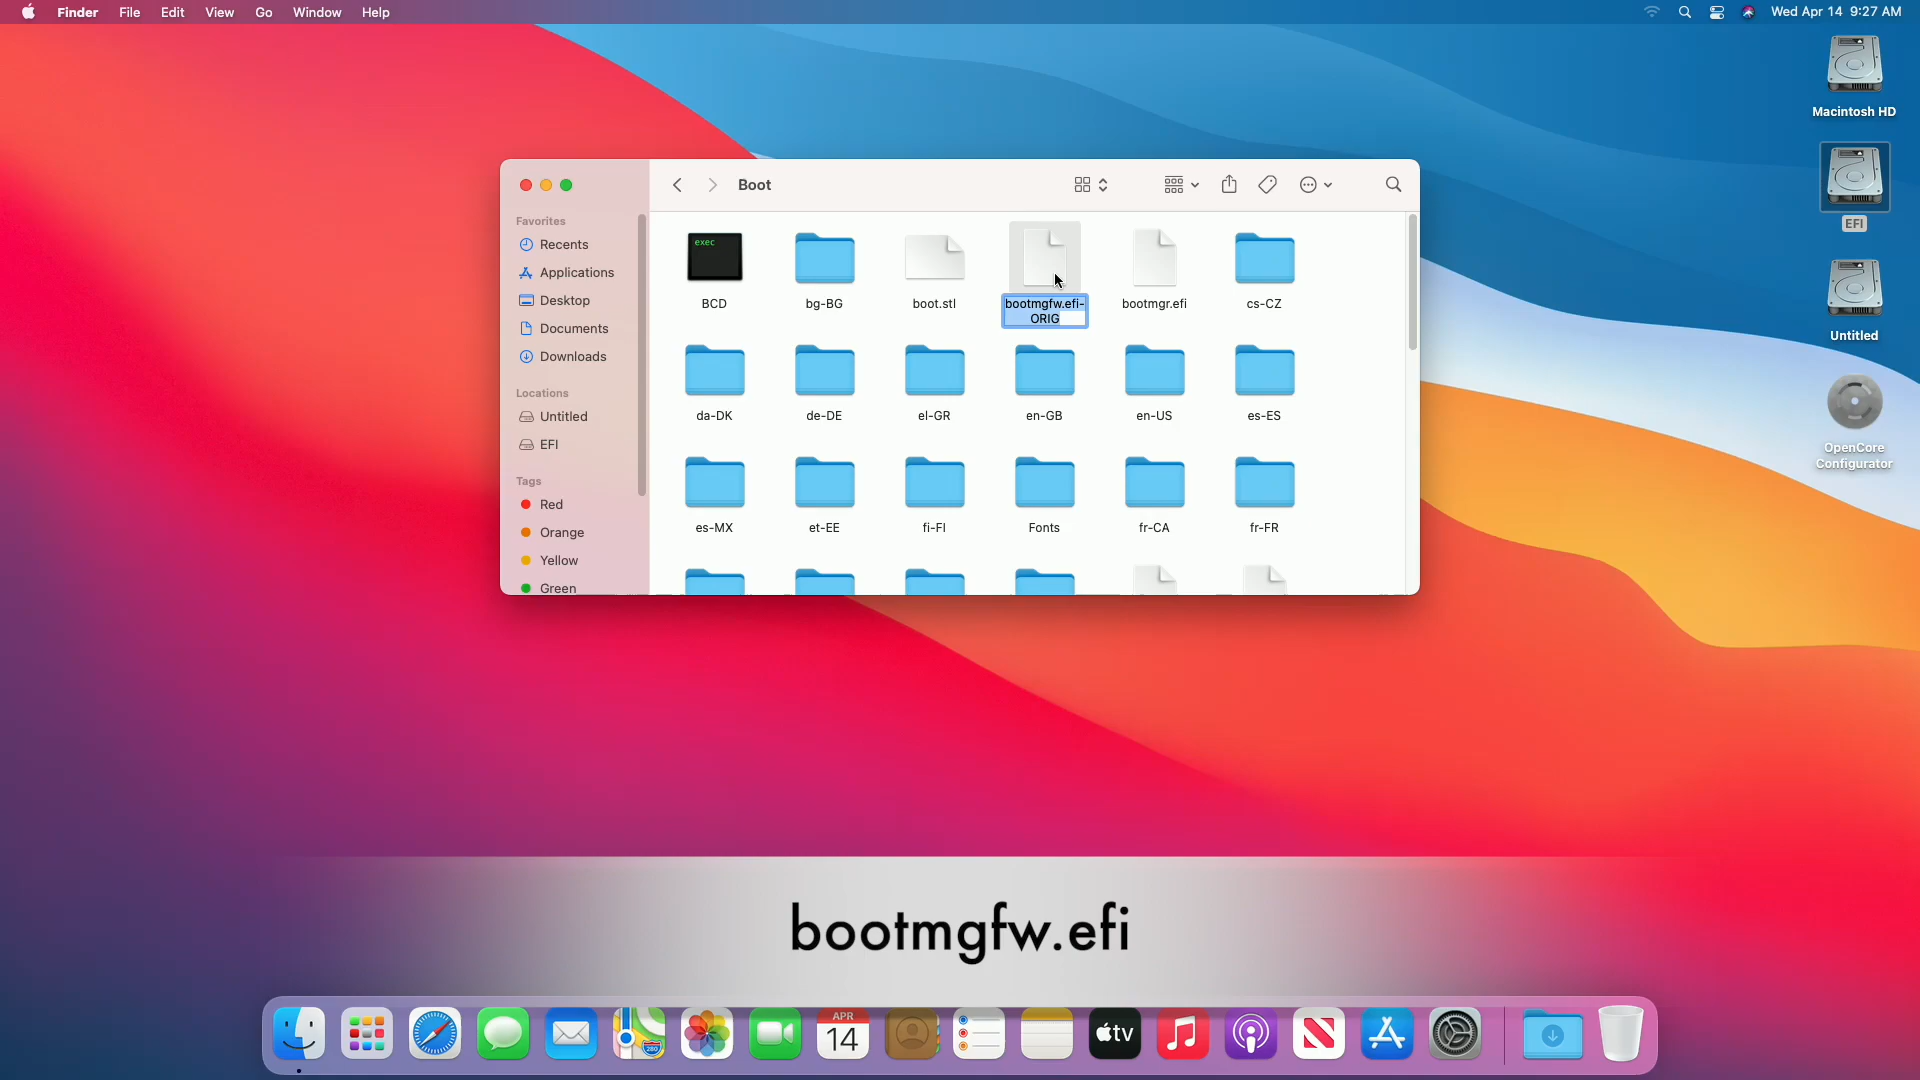 Finder File Edit View Go Window Help
Wed Apr 14 9:27 AM
Macintosh HD
EFI
Untitled
OpenCore
Configurator
Boot
Favorites
Recents
Applications
Desktop
Documents
Downloads
Locations
Untitled
EFI
Tags
Red
Orange
Yellow
Green
exec
BCD
bg-BG
boot.stl
bootmgfw.efi-
ORIG
bootmgr.efi
cs-CZ
da-DK
de-DE
el-GR
en-GB
en-US
es-ES
es-MX
et-EE
fi-FI
Fonts
fr-CA
fr-FR
bootmgfw.efi
280
APR
14
tv